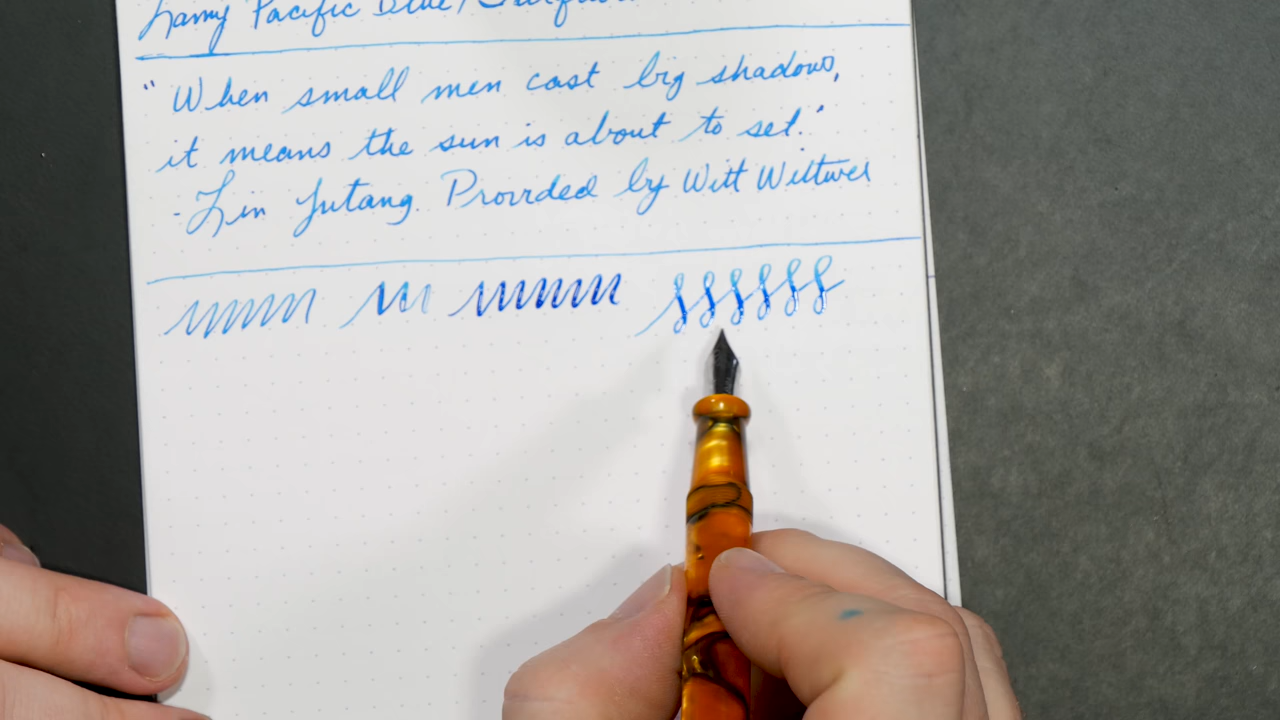 Lamy Pacific Blue /
"When small men cast big shadows,
it means the sun is about to set."
- Lin Yutang. Provided by Witt Wittwer